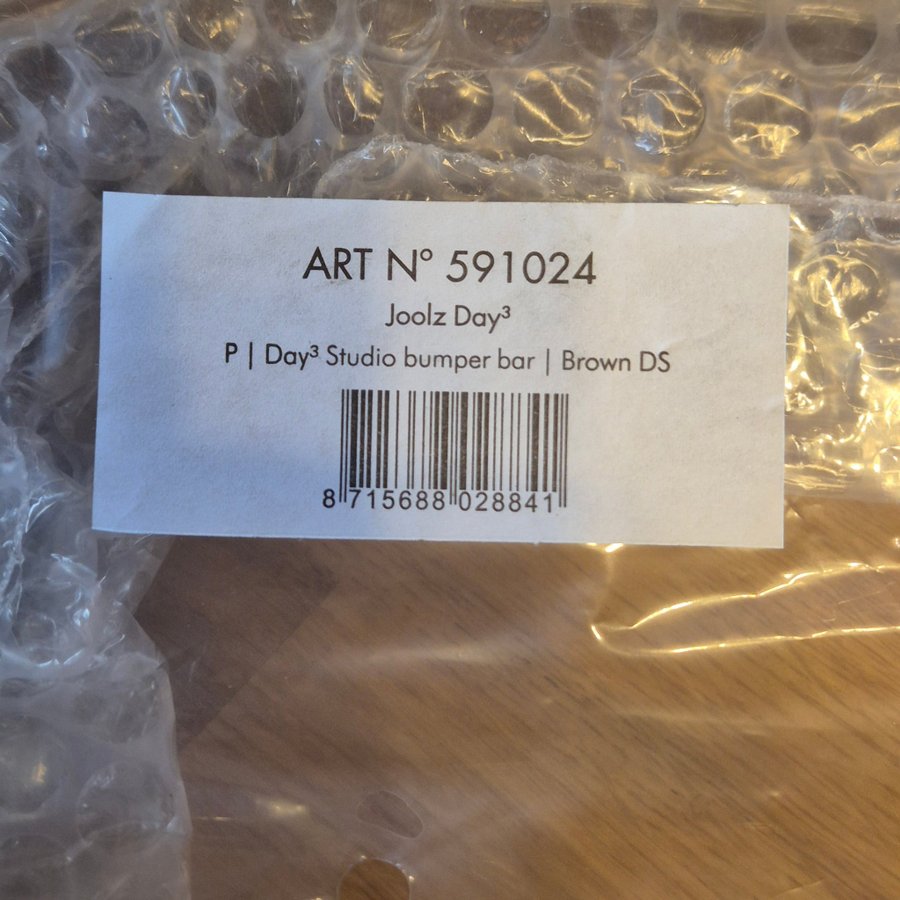 ART N° 591024
Joolz Day³
P | Day³ Studio bumper bar | Brown DS
8 715688 028841